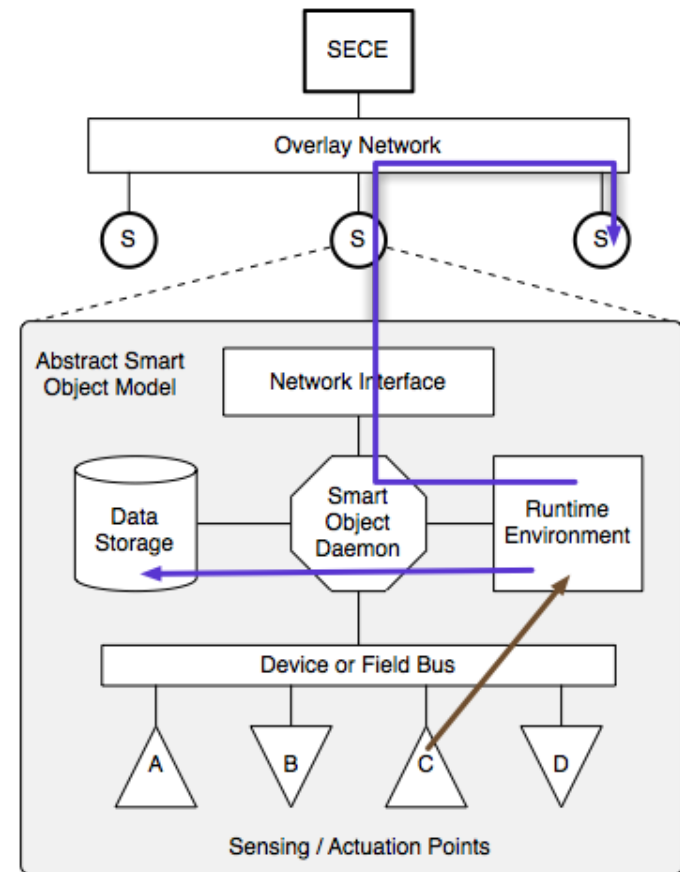 SECE
Overlay Network
S
S
S
Abstract Smart
Object Model
Network Interface
Data
Storage
Smart
Object
Daemon
Runtime
Environment
Device or Field Bus
A
B
C
D
Sensing / Actuation Points